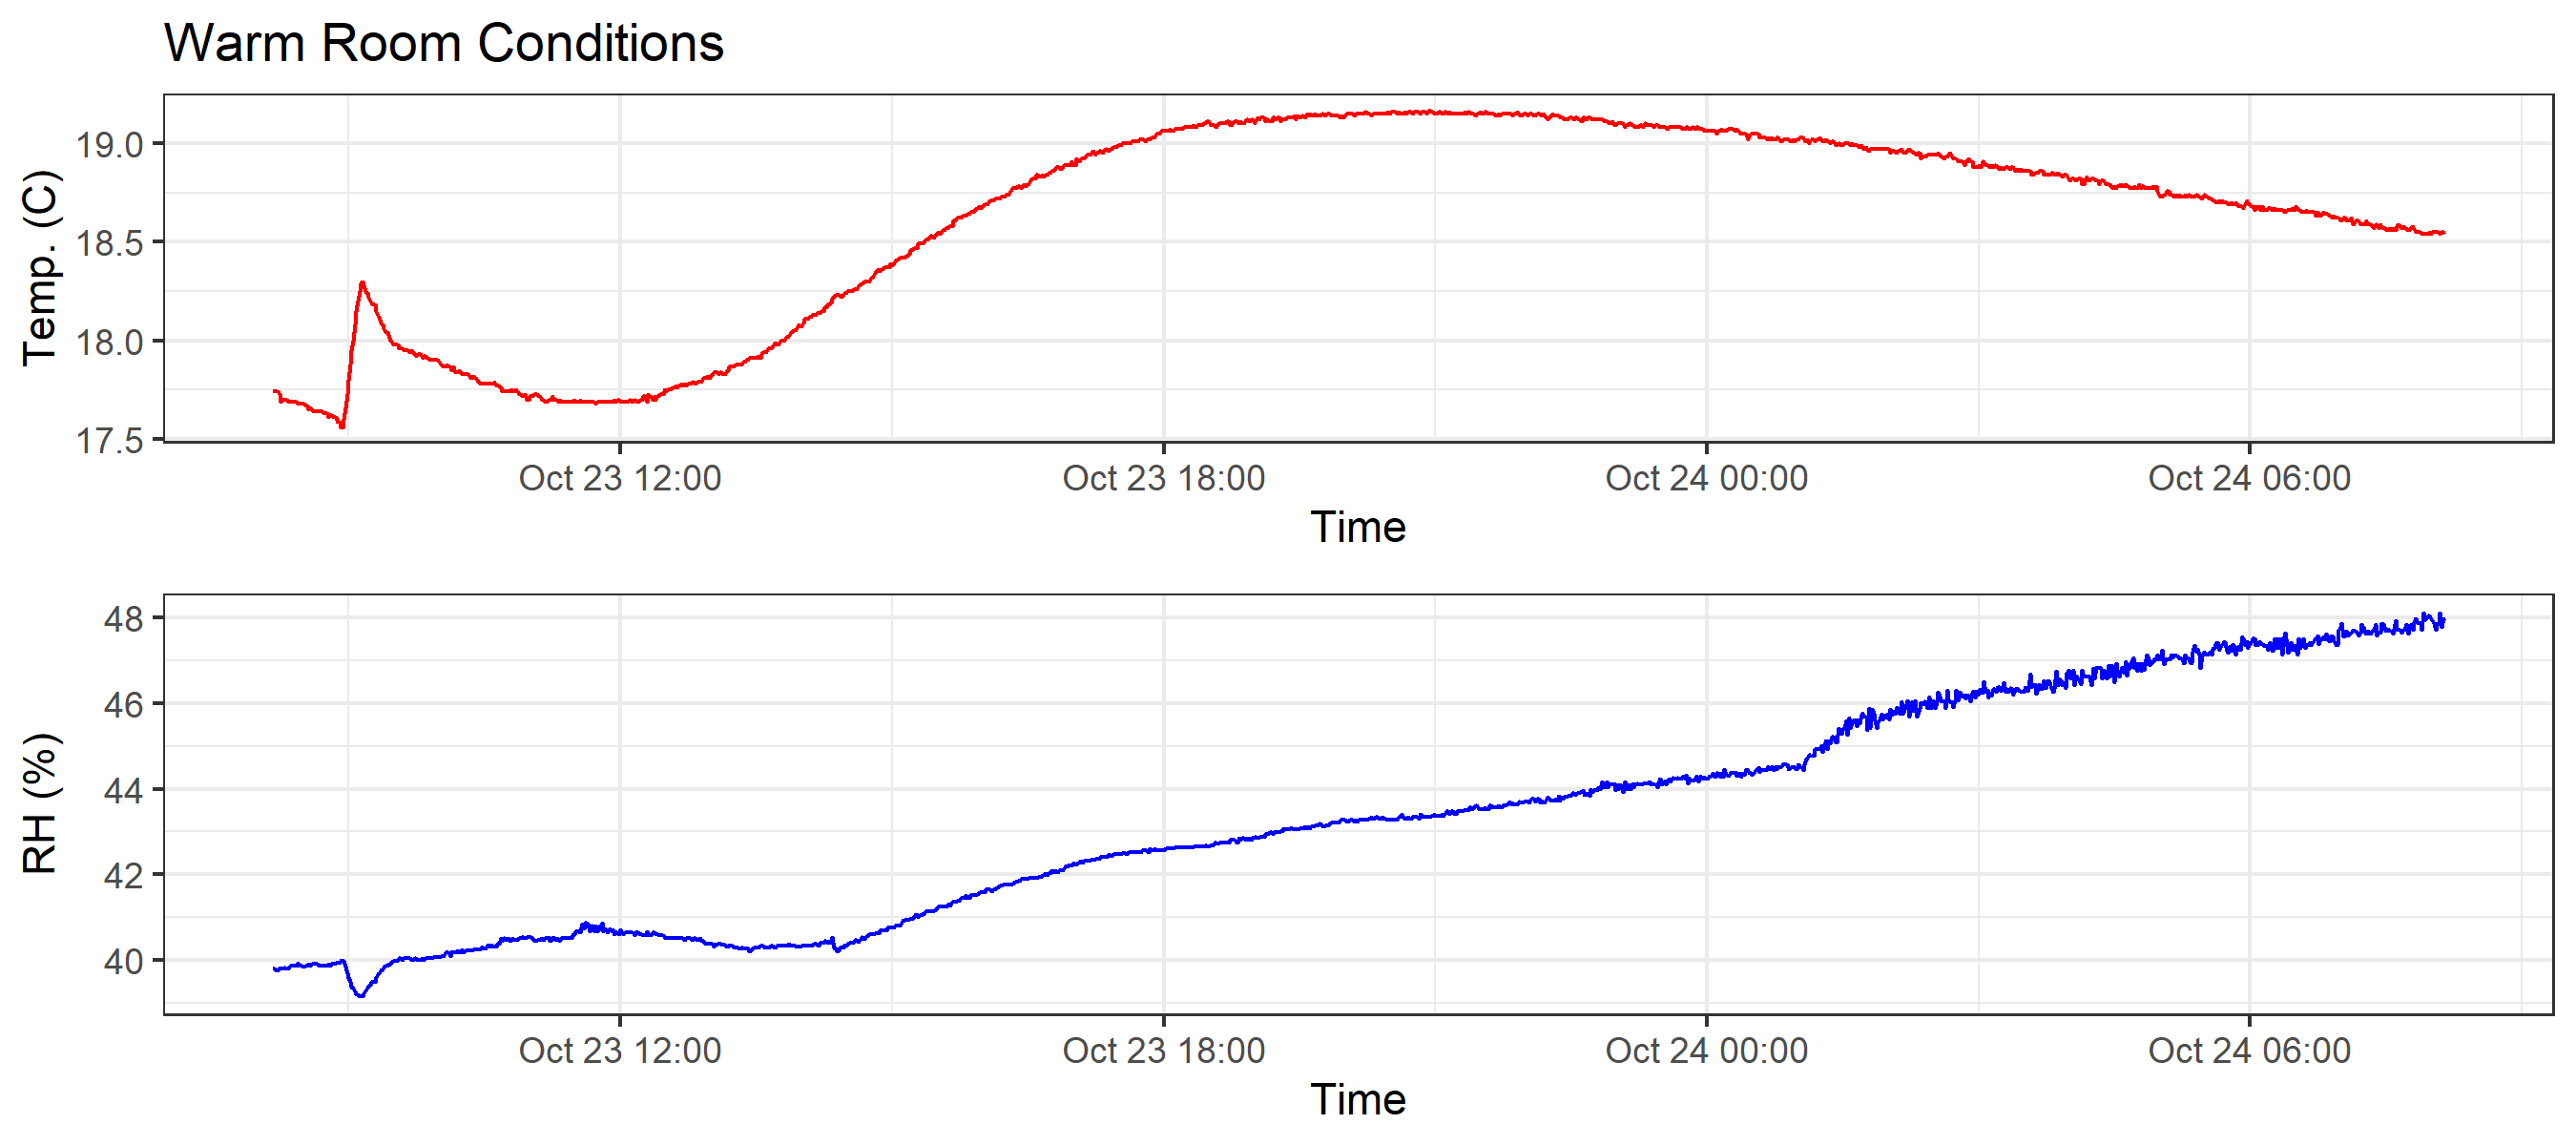 Warm Room Conditions
Temp. (C)
19.0
18.5
18.0
17.5
Oct 23 12:00 Oct 23 18:00 Oct 24 00:00 Oct 24 06:00
Time
RH (%)
48
46
44
42
40
Oct 23 12:00 Oct 23 18:00 Oct 24 00:00 Oct 24 06:00
Time